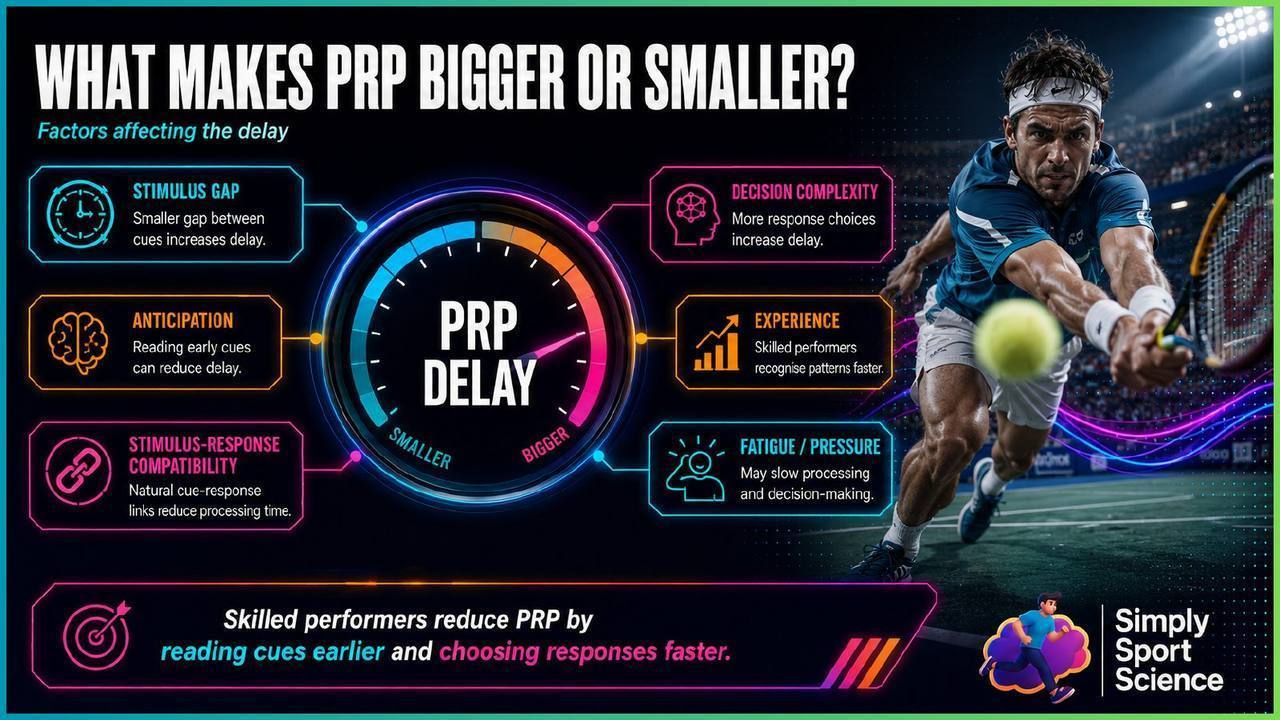 WHAT MAKES PRP BIGGER OR SMALLER?
Factors affecting the delay
STIMULUS GAP
Smaller gap between
cues increases delay.
ANTICIPATION
Reading early cues
can reduce delay.
STIMULUS-RESPONSE
COMPATIBILITY
Natural cue-response
links reduce processing time.
PRP
DELAY
SMALLER
BIGGER
DECISION COMPLEXITY
More response choices
increase delay.
EXPERIENCE
Skilled performers
recognise patterns faster.
FATIGUE / PRESSURE
May slow processing
and decision-making.
Skilled performers reduce PRP by
reading cues earlier and choosing responses faster.
Simply
Sport
Science